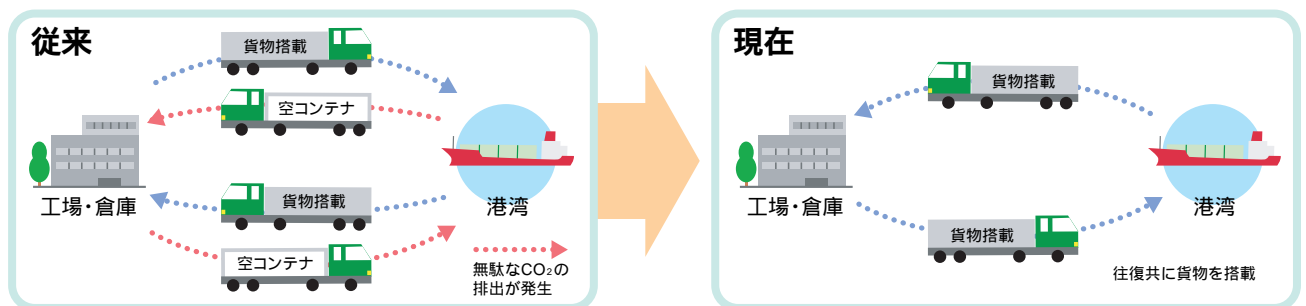 従来
貨物搭載
空コンテナ
工場・倉庫
港湾
貨物搭載
空コンテナ
無駄なCO₂の
排出が発生
現在
貨物搭載
工場・倉庫
港湾
貨物搭載
往復共に貨物を搭載